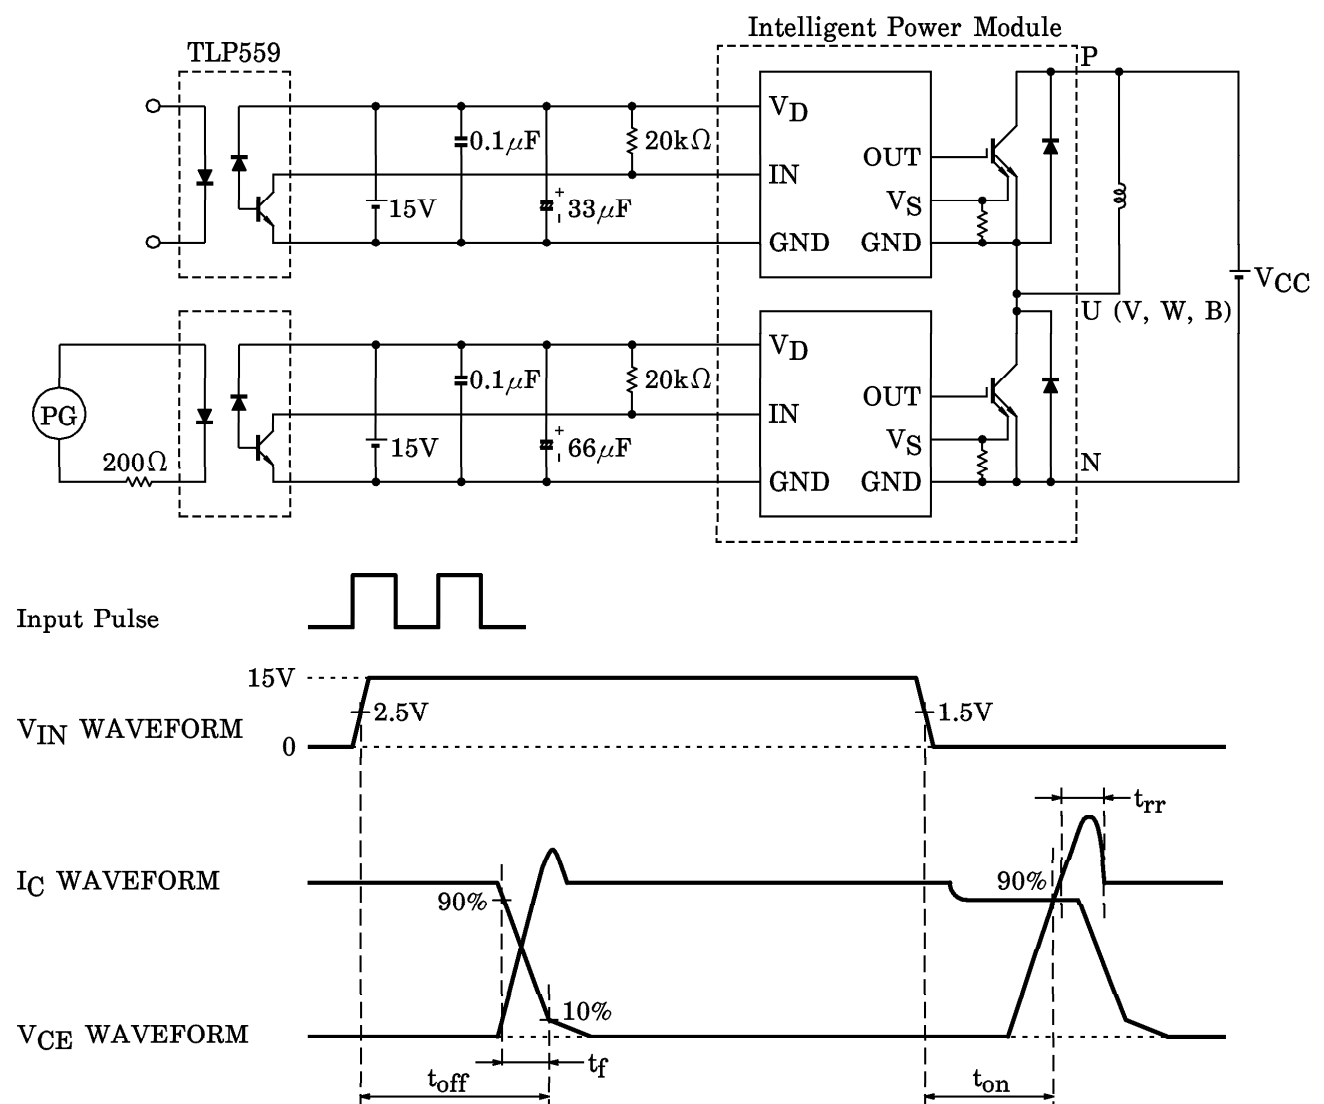 Intelligent Power Module
TLP559
P
VD
0.1μF
20kΩ
OUT
IN
VS
15V
33μF
GND
GND
VCC
U (V, W, B)
VD
0.1μF
20kΩ
OUT
PG
IN
VS
15V
66μF
200Ω
N
GND
GND
Input Pulse
15V
2.5V
1.5V
VIN WAVEFORM
0
trr
IC WAVEFORM
90%
90%
10%
VCE WAVEFORM
tf
toff
ton